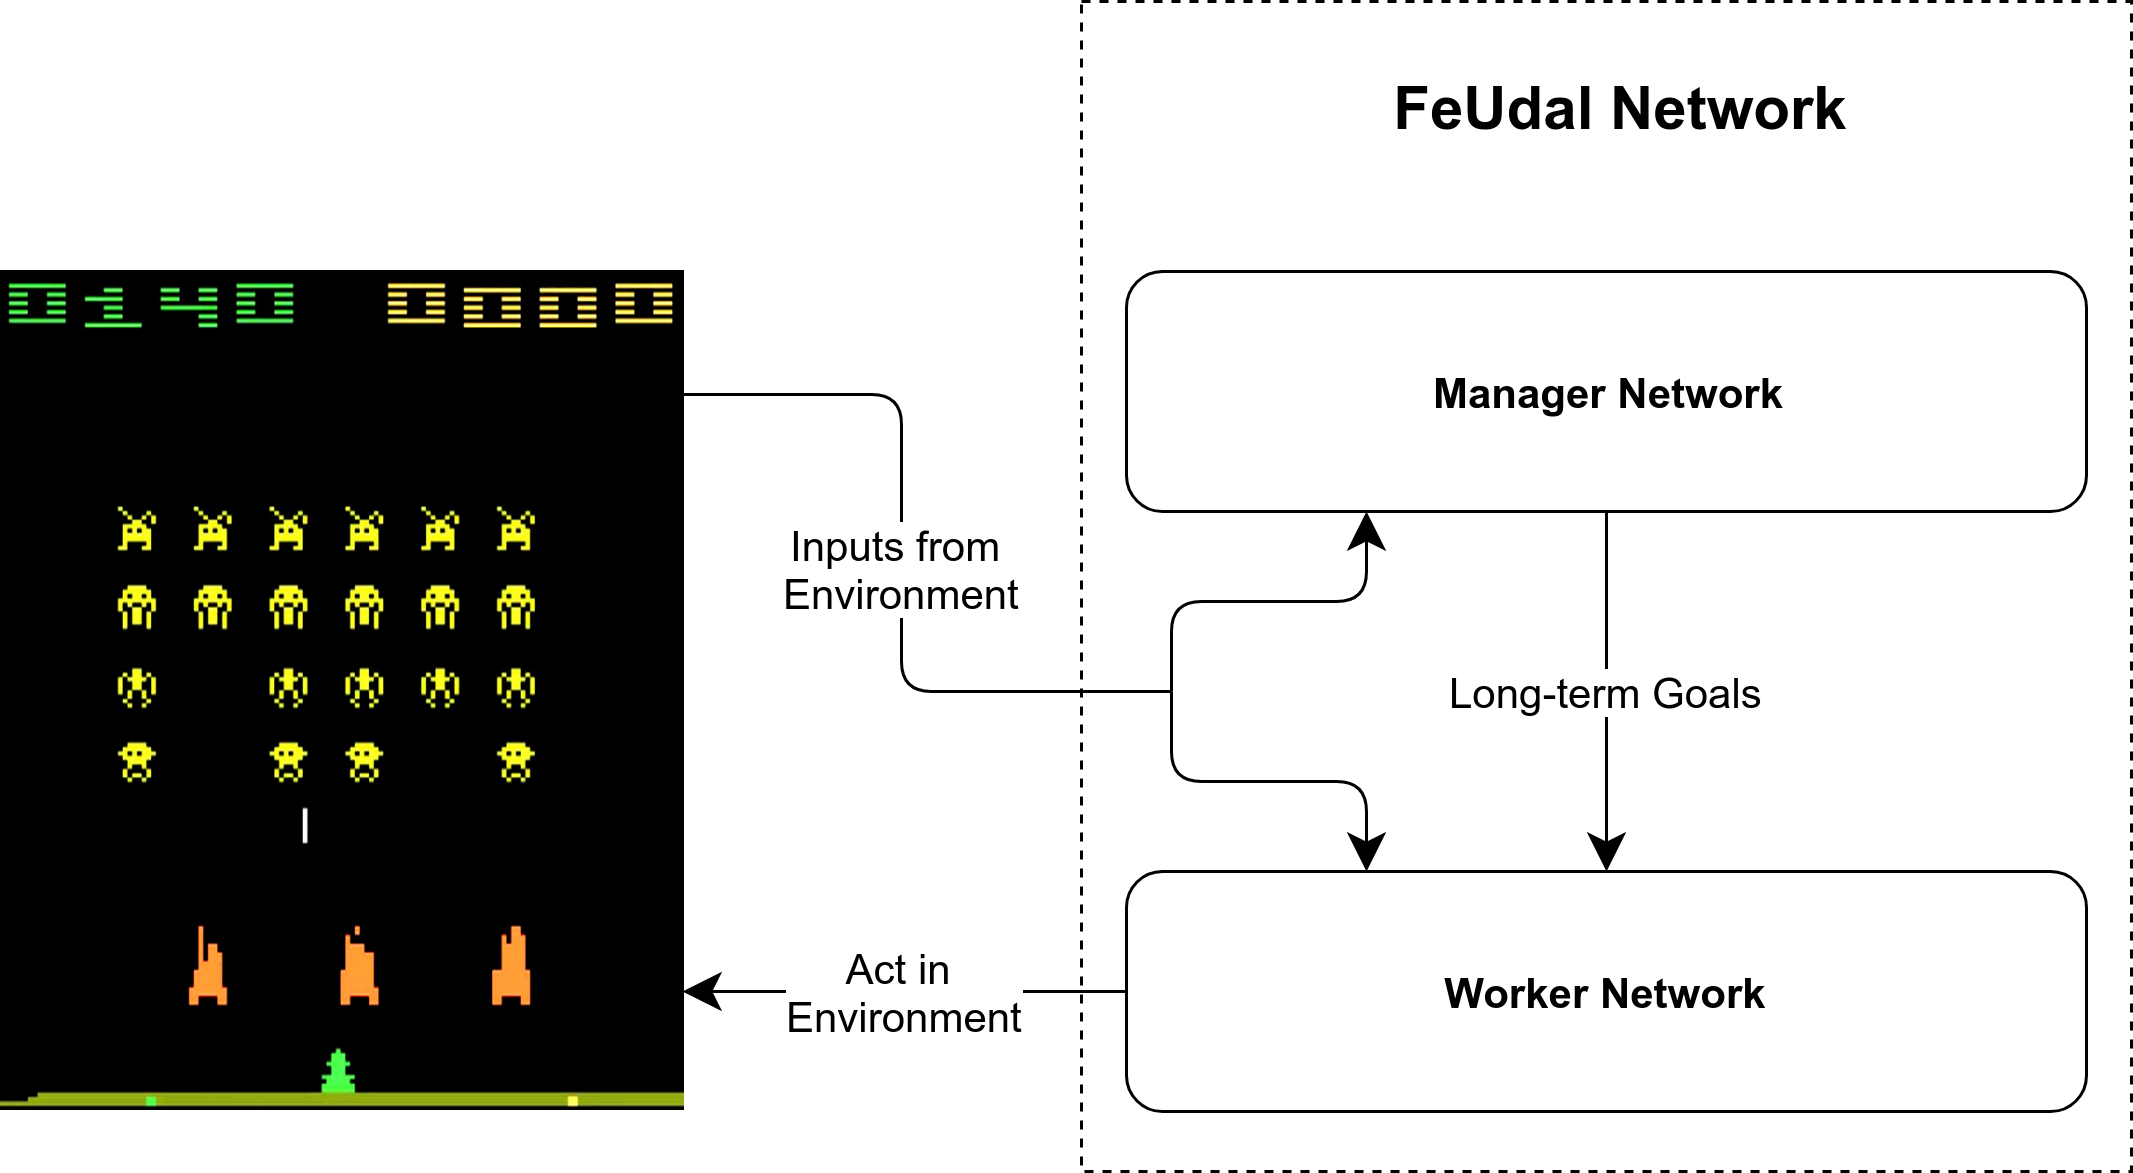 FeUdal Network
0140 0000
Manager Network
Inputs from
Environment
Long-term Goals
Act in
Environment
Worker Network